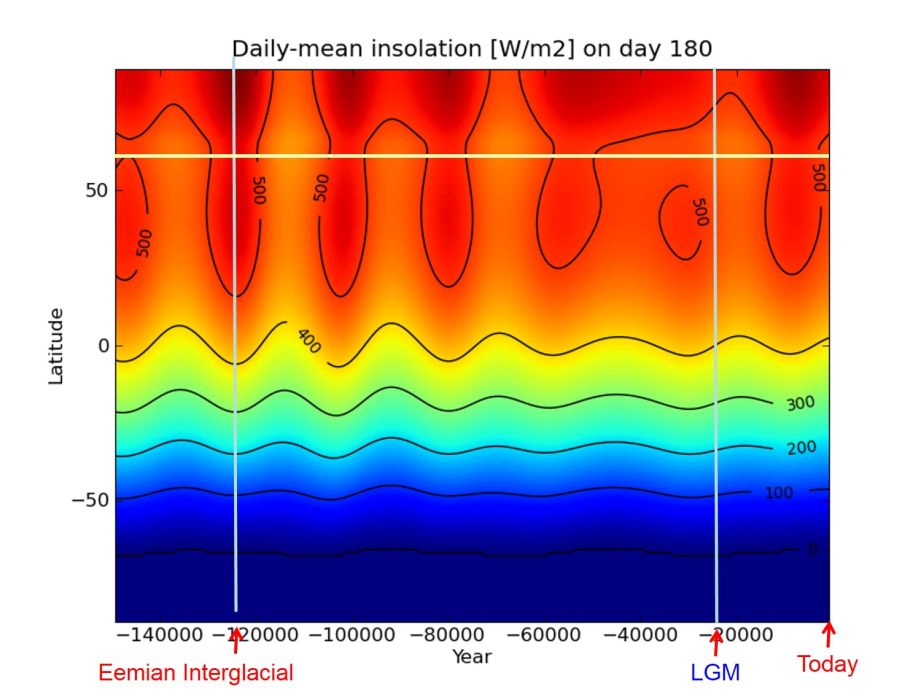 Daily-mean insolation [W/m2] on day 180
500
500
500
500
500
50
400
Latitude
0
300
200
100
−50
0
−140000 −120000 −100000 −80000 −60000 −40000 −20000
Year
Eemian Interglacial
LGM
Today